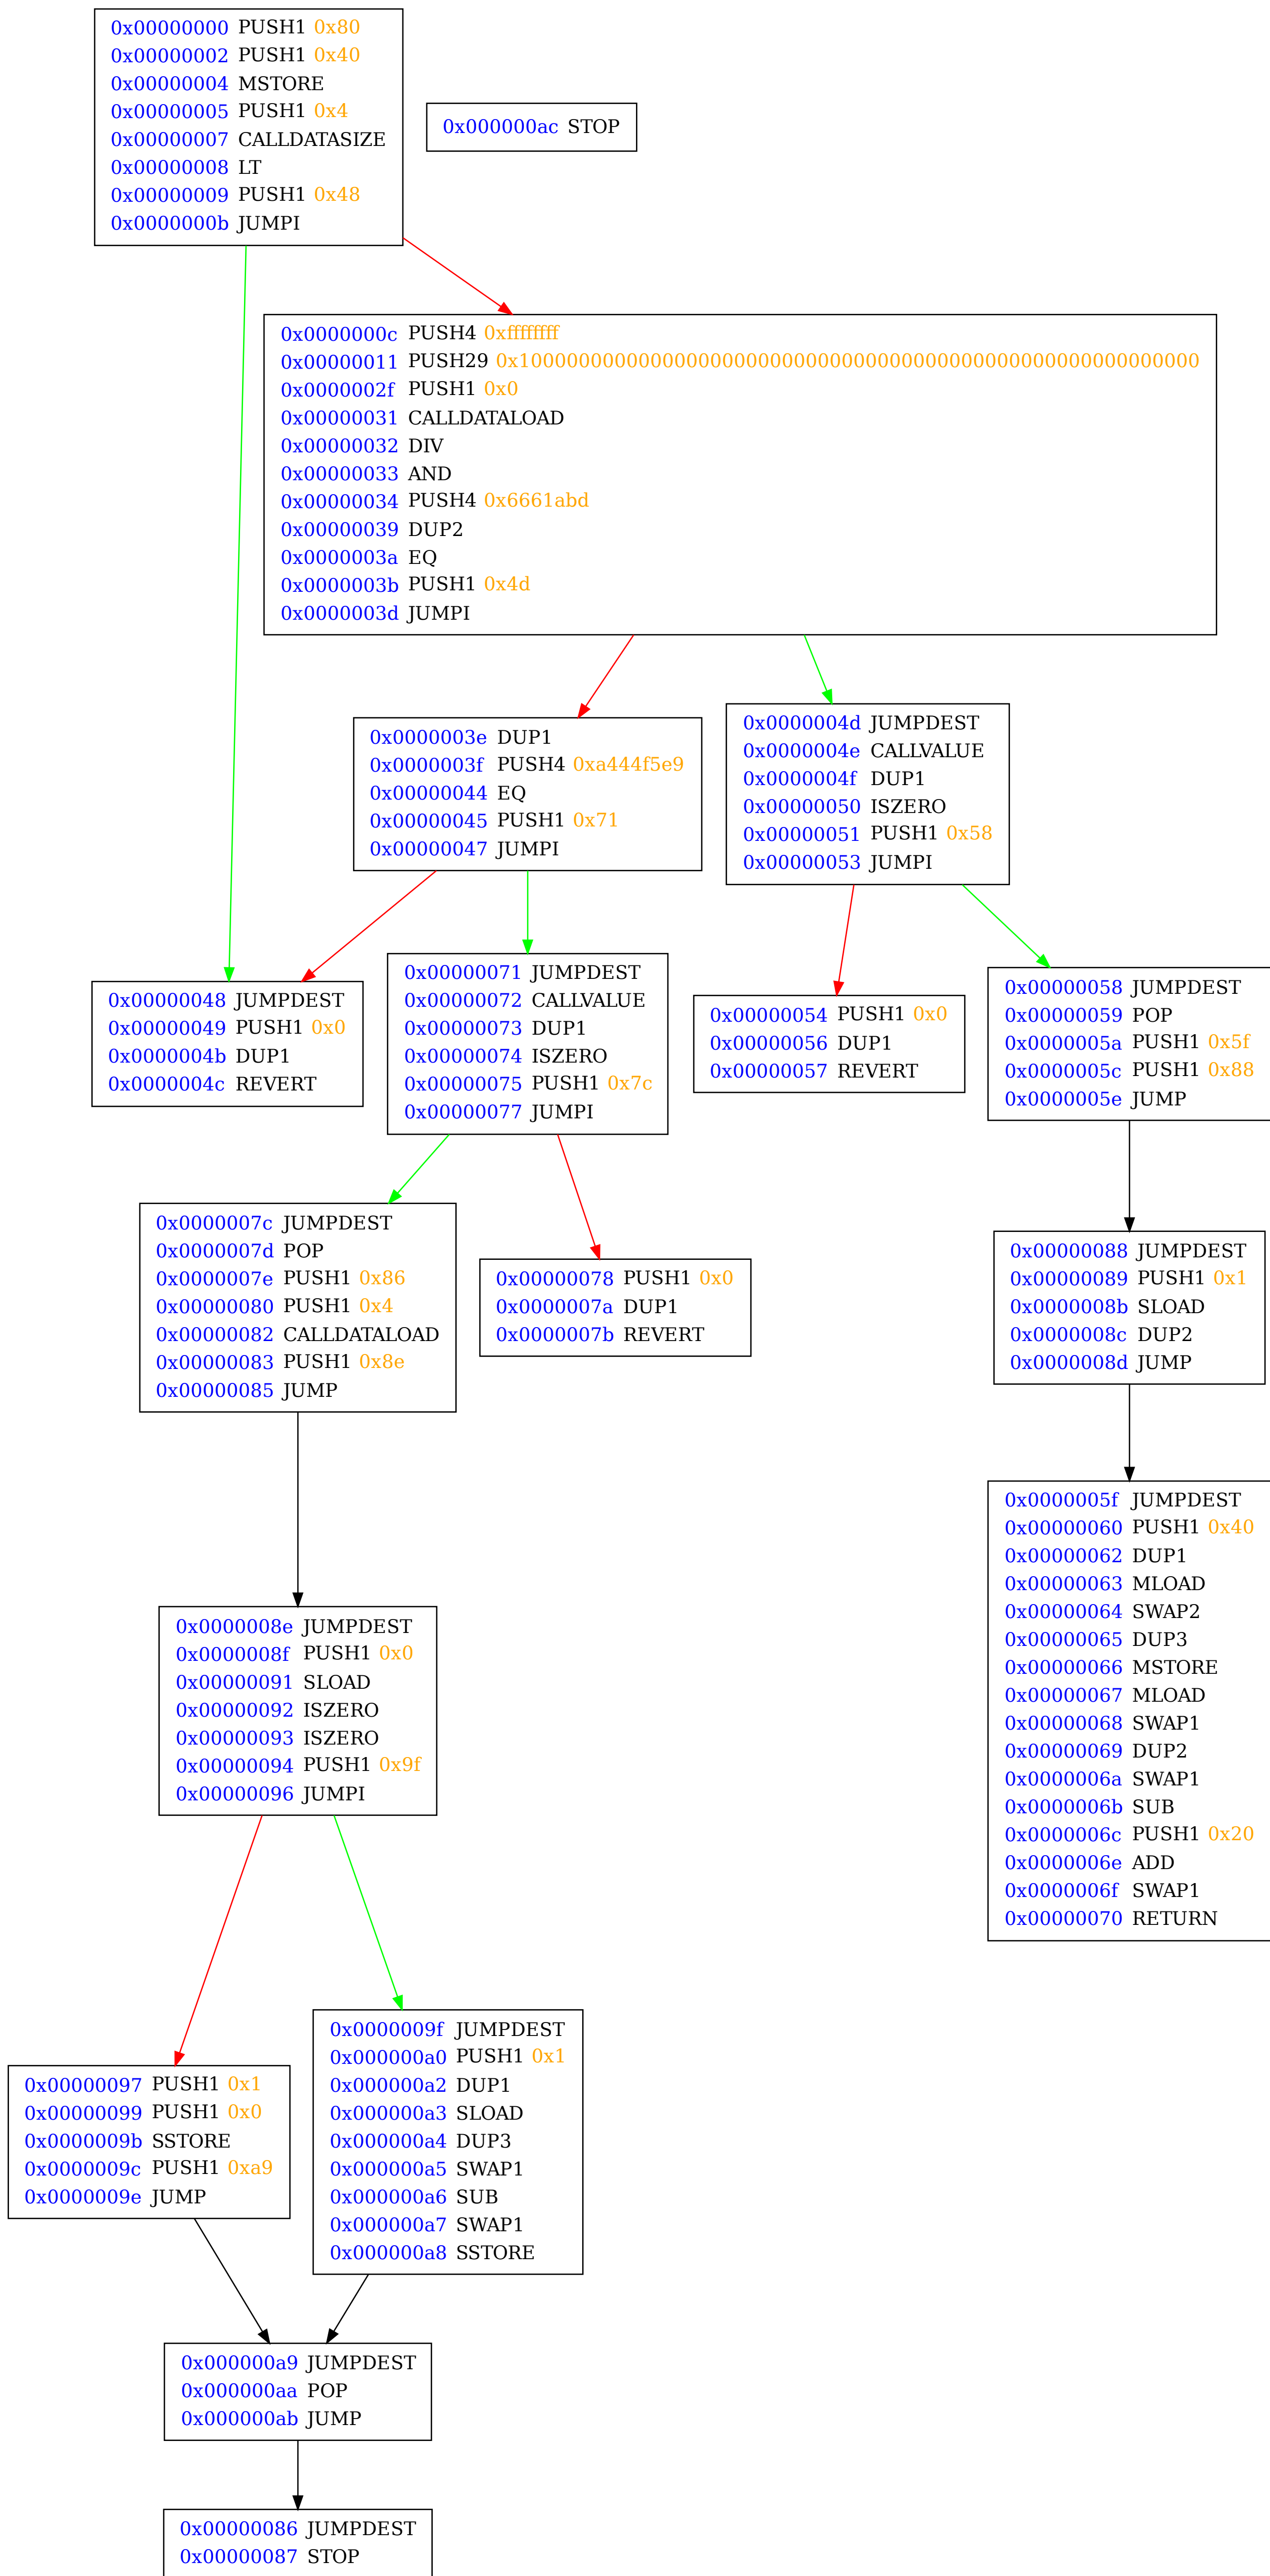 0x00000000 PUSH1 0x80
0x00000002 PUSH1 0x40
0x00000004 MSTORE
0x00000005 PUSH1 0x4
0x00000007 CALLDATASIZE
0x00000008 LT
0x00000009 PUSH1 0x48
0x0000000b JUMPI
0x000000ac STOP
0x0000000c PUSH4 0xffffffff
0x00000011 PUSH29 0x100000000000000000000000000000000000000000000000000000000
0x0000002f PUSH1 0x0
0x00000031 CALLDATALOAD
0x00000032 DIV
0x00000033 AND
0x00000034 PUSH4 0x6661abd
0x00000039 DUP2
0x0000003a EQ
0x0000003b PUSH1 0x4d
0x0000003d JUMPI
0x0000003e DUP1
0x0000003f PUSH4 0xa444f5e9
0x00000044 EQ
0x00000045 PUSH1 0x71
0x00000047 JUMPI
0x0000004d JUMPDEST
0x0000004e CALLVALUE
0x0000004f DUP1
0x00000050 ISZERO
0x00000051 PUSH1 0x58
0x00000053 JUMPI
0x00000048 JUMPDEST
0x00000049 PUSH1 0x0
0x0000004b DUP1
0x0000004c REVERT
0x00000071 JUMPDEST
0x00000072 CALLVALUE
0x00000073 DUP1
0x00000074 ISZERO
0x00000075 PUSH1 0x7c
0x00000077 JUMPI
0x00000054 PUSH1 0x0
0x00000056 DUP1
0x00000057 REVERT
0x00000058 JUMPDEST
0x00000059 POP
0x0000005a PUSH1 0x5f
0x0000005c PUSH1 0x88
0x0000005e JUMP
0x0000007c JUMPDEST
0x0000007d POP
0x0000007e PUSH1 0x86
0x00000080 PUSH1 0x4
0x00000082 CALLDATALOAD
0x00000083 PUSH1 0x8e
0x00000085 JUMP
0x00000078 PUSH1 0x0
0x0000007a DUP1
0x0000007b REVERT
0x00000088 JUMPDEST
0x00000089 PUSH1 0x1
0x0000008b SLOAD
0x0000008c DUP2
0x0000008d JUMP
0x0000005f JUMPDEST
0x00000060 PUSH1 0x40
0x00000062 DUP1
0x00000063 MLOAD
0x00000064 SWAP2
0x00000065 DUP3
0x00000066 MSTORE
0x00000067 MLOAD
0x00000068 SWAP1
0x00000069 DUP2
0x0000006a SWAP1
0x0000006b SUB
0x0000006c PUSH1 0x20
0x0000006e ADD
0x0000006f SWAP1
0x00000070 RETURN
0x0000008e JUMPDEST
0x0000008f PUSH1 0x0
0x00000091 SLOAD
0x00000092 ISZERO
0x00000093 ISZERO
0x00000094 PUSH1 0x9f
0x00000096 JUMPI
0x00000097 PUSH1 0x1
0x00000099 PUSH1 0x0
0x0000009b SSTORE
0x0000009c PUSH1 0xa9
0x0000009e JUMP
0x0000009f JUMPDEST
0x000000a0 PUSH1 0x1
0x000000a2 DUP1
0x000000a3 SLOAD
0x000000a4 DUP3
0x000000a5 SWAP1
0x000000a6 SUB
0x000000a7 SWAP1
0x000000a8 SSTORE
0x000000a9 JUMPDEST
0x000000aa POP
0x000000ab JUMP
0x00000086 JUMPDEST
0x00000087 STOP